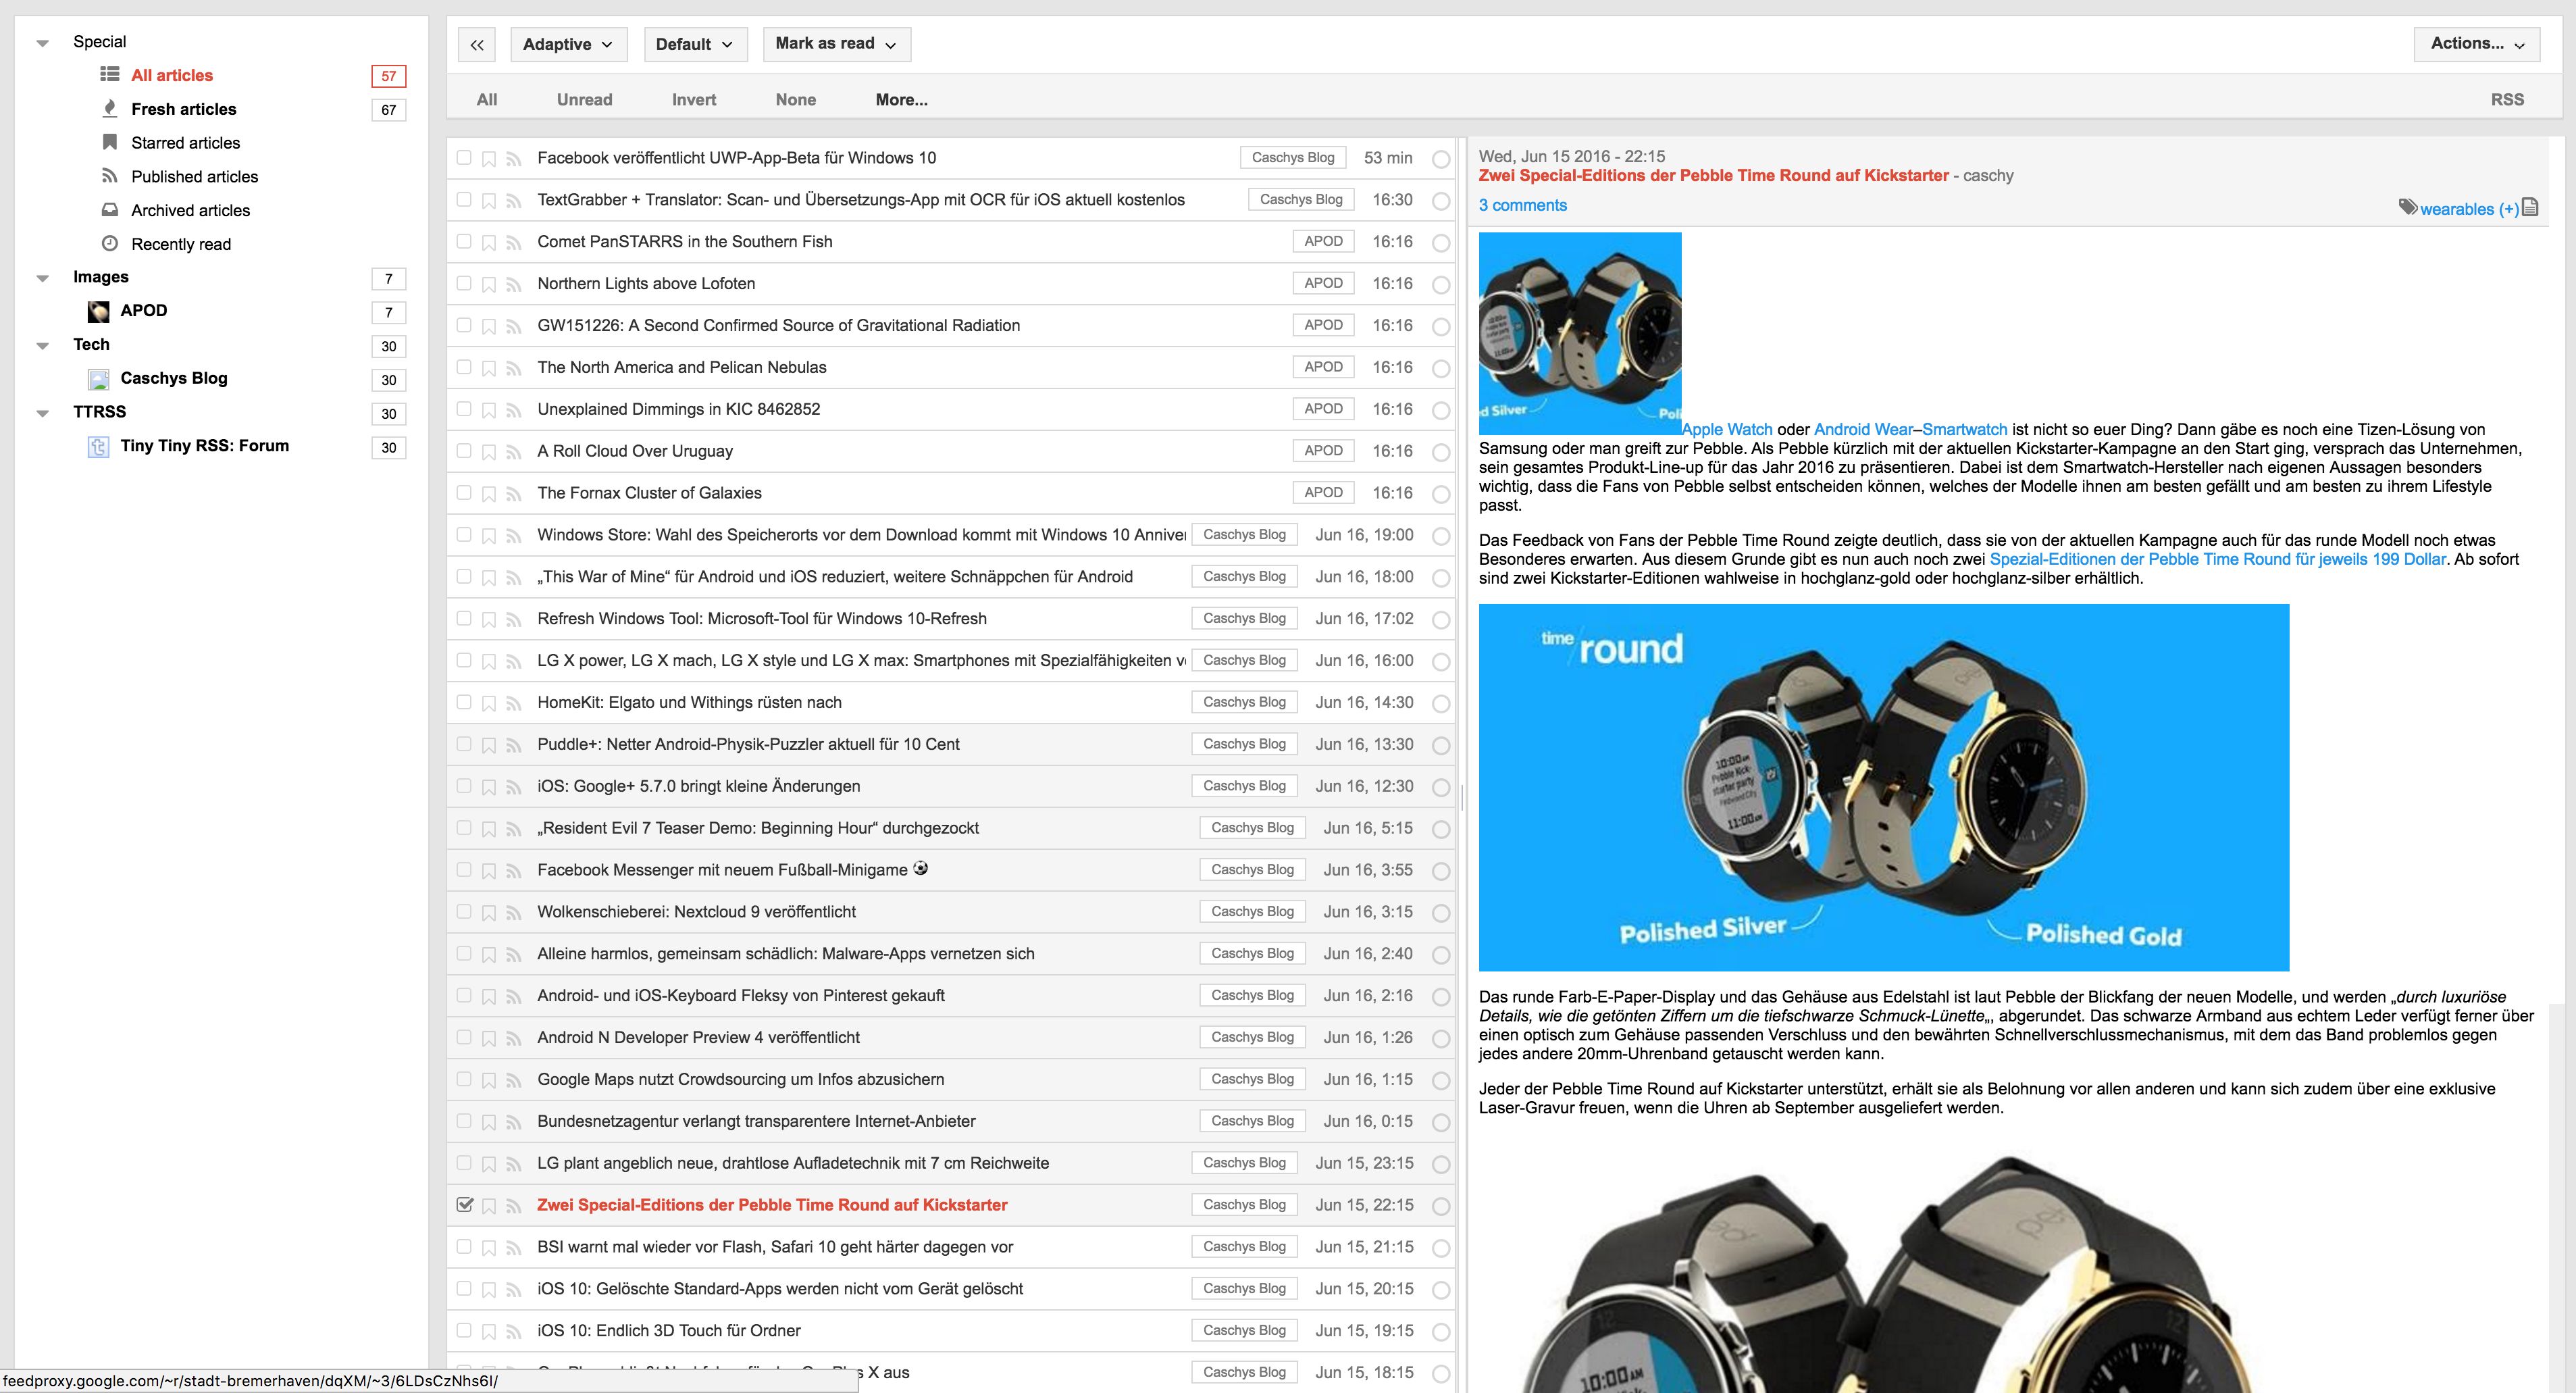 Special
All articles 57
Fresh articles 67
Starred articles
Published articles
Archived articles
Recently read
Images 7
APOD 7
Tech 30
Caschys Blog 30
TTRSS 30
Tiny Tiny RSS: Forum 30
Adaptive Default Mark as read Actions...
All Unread Invert None More... RSS
Facebook veröffentlicht UWP-App-Beta für Windows 10 Caschys Blog 53 min
TextGrabber + Translator: Scan- und Übersetzungs-App mit OCR für iOS aktuell kostenlos Caschys Blog 16:30
Comet PanSTARRS in the Southern Fish APOD 16:16
Northern Lights above Lofoten APOD 16:16
GW151226: A Second Confirmed Source of Gravitational Radiation APOD 16:16
The North America and Pelican Nebulas APOD 16:16
Unexplained Dimmings in KIC 8462852 APOD 16:16
A Roll Cloud Over Uruguay APOD 16:16
The Fornax Cluster of Galaxies APOD 16:16
Windows Store: Wahl des Speicherorts vor dem Download kommt mit Windows 10 Anniver Caschys Blog Jun 16, 19:00
„This War of Mine“ für Android und iOS reduziert, weitere Schnäppchen für Android Caschys Blog Jun 16, 18:00
Refresh Windows Tool: Microsoft-Tool für Windows 10-Refresh Caschys Blog Jun 16, 17:02
LG X power, LG X mach, LG X style und LG X max: Smartphones mit Spezialfähigkeiten v Caschys Blog Jun 16, 16:00
HomeKit: Elgato und Withings rüsten nach Caschys Blog Jun 16, 14:30
Puddle+: Netter Android-Physik-Puzzler aktuell für 10 Cent Caschys Blog Jun 16, 13:30
iOS: Google+ 5.7.0 bringt kleine Änderungen Caschys Blog Jun 16, 12:30
„Resident Evil 7 Teaser Demo: Beginning Hour“ durchgezockt Caschys Blog Jun 16, 5:15
Facebook Messenger mit neuem Fußball-Minigame ⚽ Caschys Blog Jun 16, 3:55
Wolkenschieberei: Nextcloud 9 veröffentlicht Caschys Blog Jun 16, 3:15
Alleine harmlos, gemeinsam schädlich: Malware-Apps vernetzen sich Caschys Blog Jun 16, 2:40
Android- und iOS-Keyboard Fleksy von Pinterest gekauft Caschys Blog Jun 16, 2:16
Android N Developer Preview 4 veröffentlicht Caschys Blog Jun 16, 1:26
Google Maps nutzt Crowdsourcing um Infos abzusichern Caschys Blog Jun 16, 1:15
Bundesnetzagentur verlangt transparentere Internet-Anbieter Caschys Blog Jun 16, 0:15
LG plant angeblich neue, drahtlose Aufladetechnik mit 7 cm Reichweite Caschys Blog Jun 15, 23:15
Zwei Special-Editions der Pebble Time Round auf Kickstarter Caschys Blog Jun 15, 22:15
BSI warnt mal wieder vor Flash, Safari 10 geht härter dagegen vor Caschys Blog Jun 15, 21:15
iOS 10: Gelöschte Standard-Apps werden nicht vom Gerät gelöscht Caschys Blog Jun 15, 20:15
iOS 10: Endlich 3D Touch für Ordner Caschys Blog Jun 15, 19:15
X aus Caschys Blog Jun 15, 18:15
feedproxy.google.com/~r/stadt-bremerhaven/dqXM/~3/6LDsCzNhs6I/
Wed, Jun 15 2016 - 22:15
Zwei Special-Editions der Pebble Time Round auf Kickstarter - caschy
3 comments wearables (+)
d Silver Poli
Apple Watch oder Android Wear–Smartwatch ist nicht so euer Ding? Dann gäbe es noch eine Tizen-Lösung von
Samsung oder man greift zur Pebble. Als Pebble kürzlich mit der aktuellen Kickstarter-Kampagne an den Start ging, versprach das Unternehmen,
sein gesamtes Produkt-Line-up für das Jahr 2016 zu präsentieren. Dabei ist dem Smartwatch-Hersteller nach eigenen Aussagen besonders
wichtig, dass die Fans von Pebble selbst entscheiden können, welches der Modelle ihnen am besten gefällt und am besten zu ihrem Lifestyle
passt.
Das Feedback von Fans der Pebble Time Round zeigte deutlich, dass sie von der aktuellen Kampagne auch für das runde Modell noch etwas
Besonderes erwarten. Aus diesem Grunde gibt es nun auch noch zwei Spezial-Editionen der Pebble Time Round für jeweils 199 Dollar. Ab sofort
sind zwei Kickstarter-Editionen wahlweise in hochglanz-gold oder hochglanz-silber erhältlich.
time round
10:00AM
Pebble Kick-
starter party
Redwood City
11:00AM
Polished Silver
Polished Gold
Das runde Farb-E-Paper-Display und das Gehäuse aus Edelstahl ist laut Pebble der Blickfang der neuen Modelle, und werden „durch luxuriöse
Details, wie die getönten Ziffern um die tiefschwarze Schmuck-Lünette„, abgerundet. Das schwarze Armband aus echtem Leder verfügt ferner über
einen optisch zum Gehäuse passenden Verschluss und den bewährten Schnellverschlussmechanismus, mit dem das Band problemlos gegen
jedes andere 20mm-Uhrenband getauscht werden kann.
Jeder der Pebble Time Round auf Kickstarter unterstützt, erhält sie als Belohnung vor allen anderen und kann sich zudem über eine exklusive
Laser-Gravur freuen, wenn die Uhren ab September ausgeliefert werden.
12
10:00AM
12